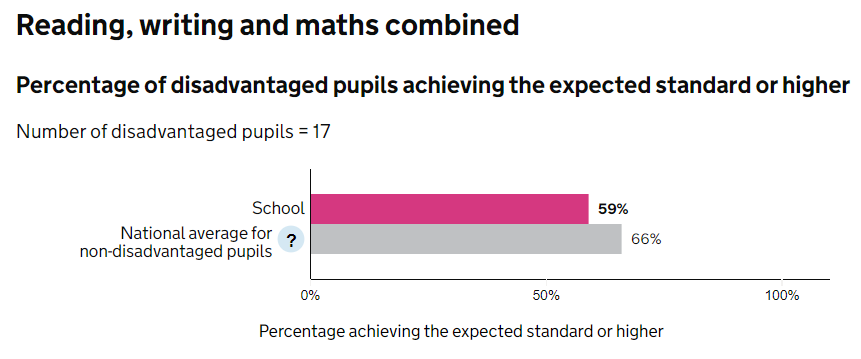 Reading, writing and maths combined
Percentage of disadvantaged pupils achieving the expected standard or higher
Number of disadvantaged pupils = 17
School
59%
National average for
non-disadvantaged pupils
?
66%
0%
50%
100%
Percentage achieving the expected standard or higher